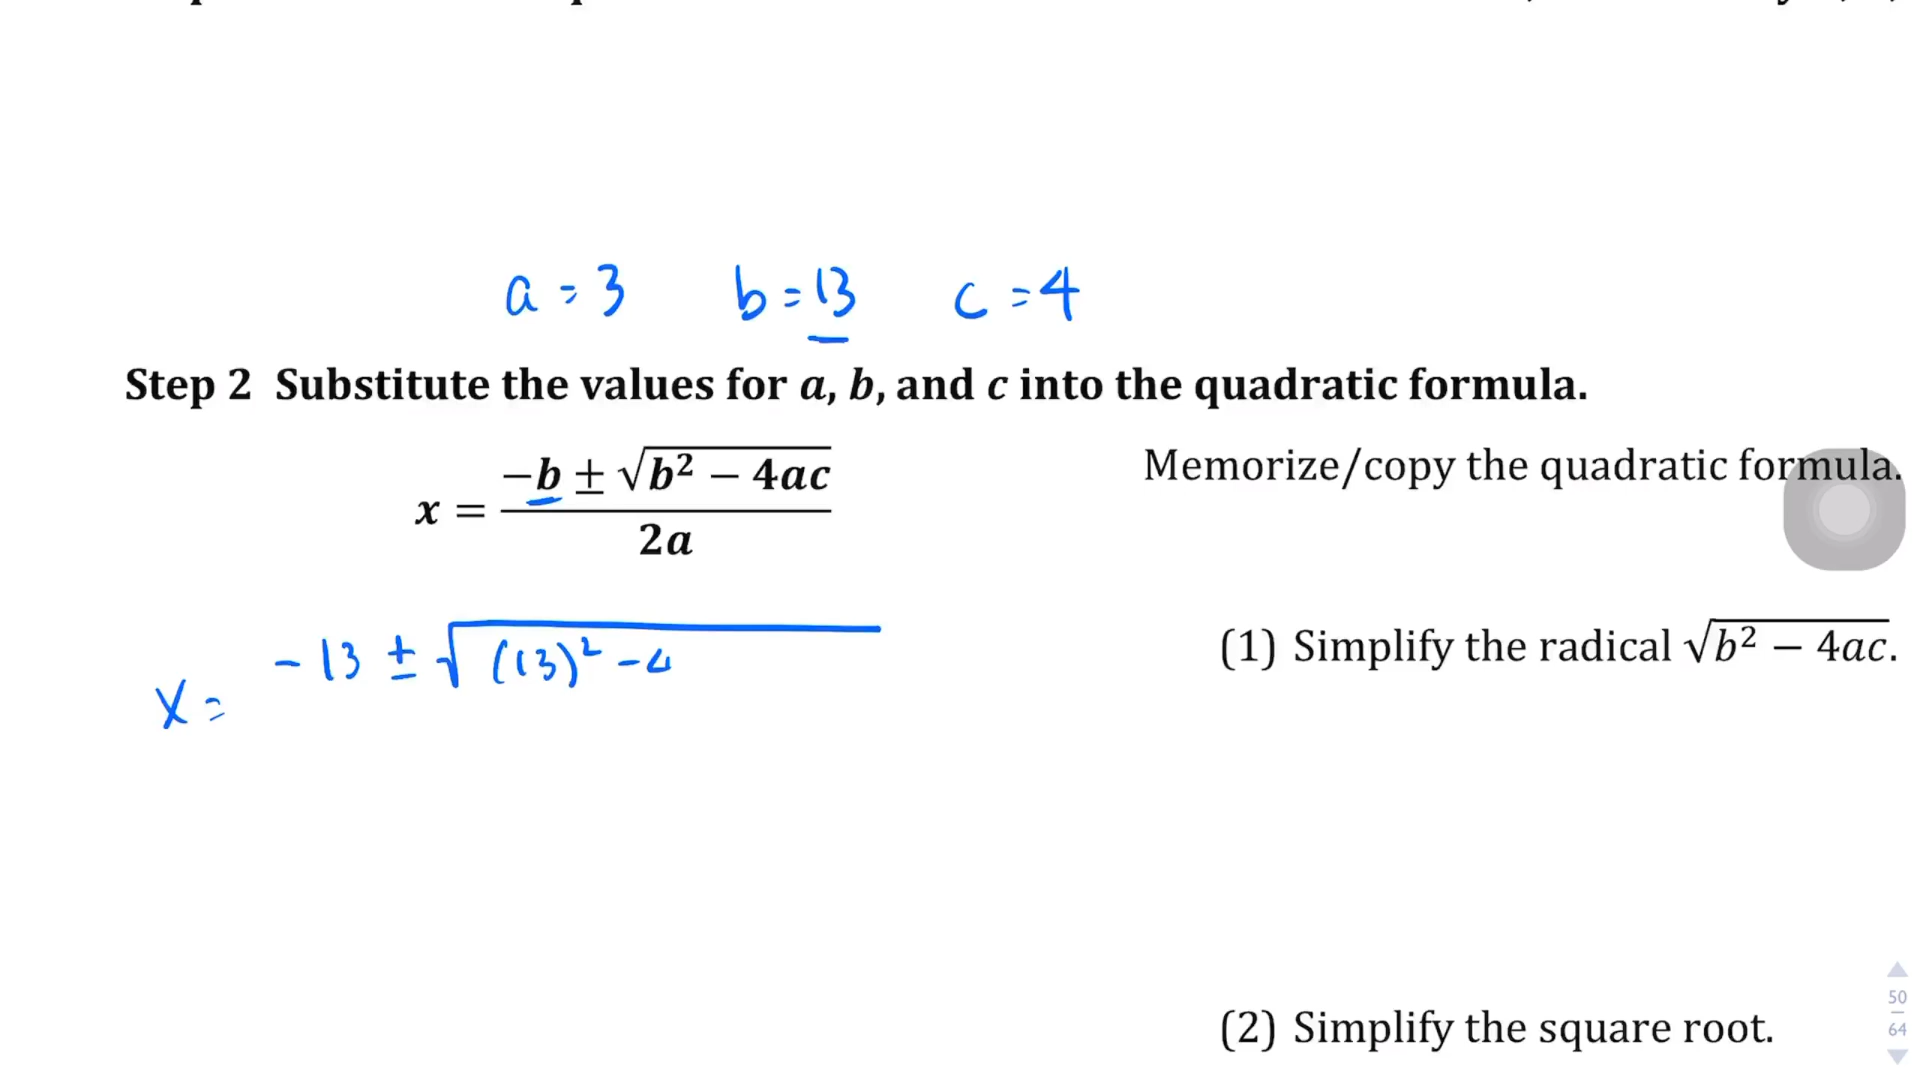 a = 3 b = 13 c = 4
Step 2 Substitute the values for a, b, and c into the quadratic formula.
x = (−b ± √(b² − 4ac)) / 2a
Memorize/copy the quadratic formula.
x = -13 ± √((13)² -4
(1) Simplify the radical √(b² − 4ac).
(2) Simplify the square root.
50
64